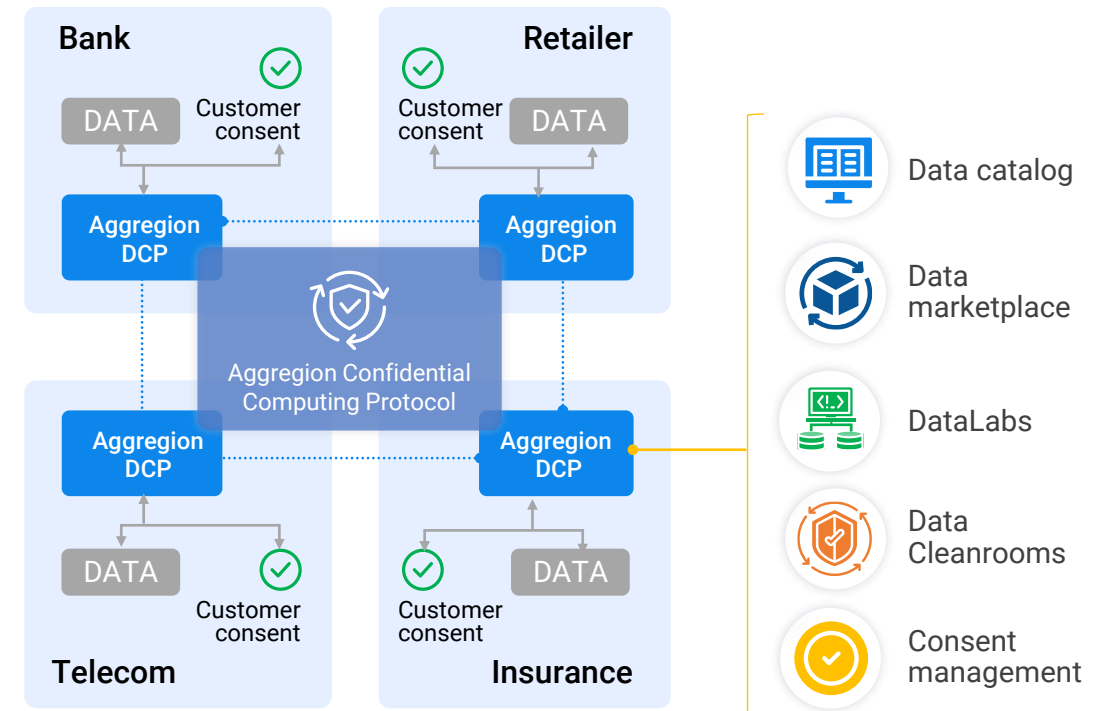 Bank
Customer
consent
DATA
Aggregion
DCP
Retailer
Customer
consent
DATA
Aggregion
DCP
Aggregion Confidential
Computing Protocol
Aggregion
DCP
DATA
Customer
consent
Telecom
Aggregion
DCP
DATA
Customer
consent
Insurance
Data catalog
Data
marketplace
DataLabs
Data
Cleanrooms
Consent
management